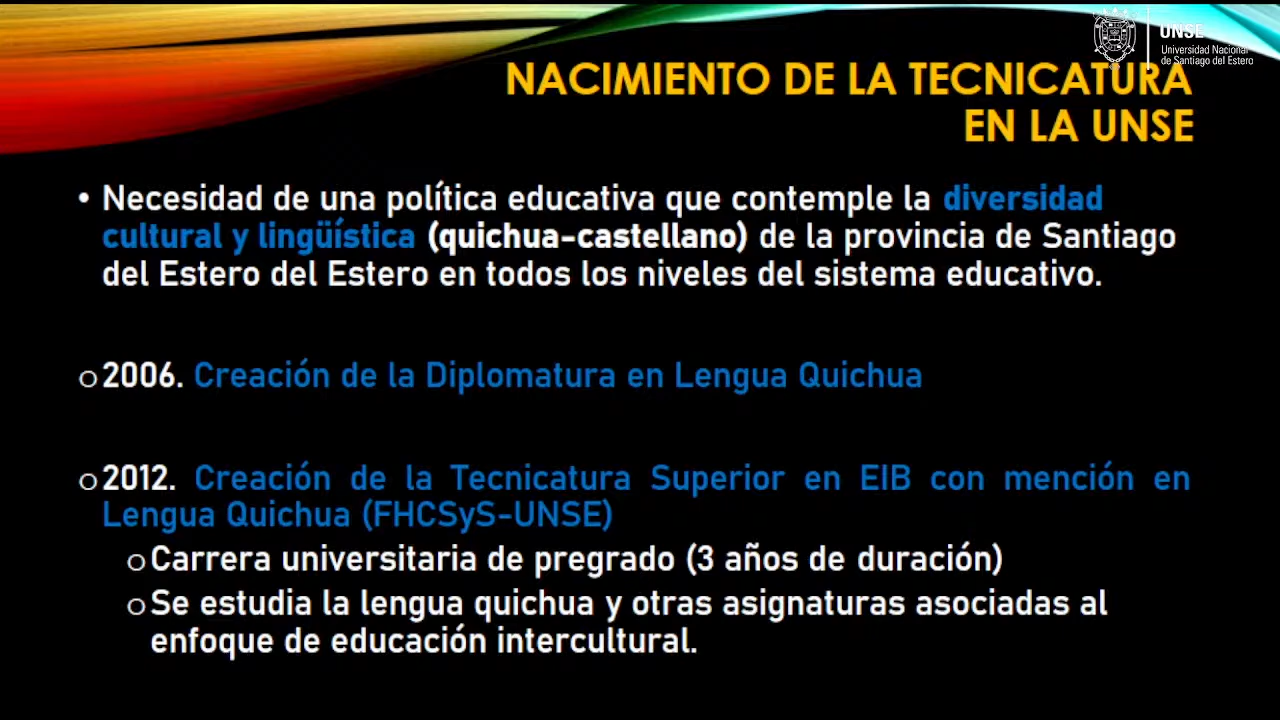 UNSE
Universidad Nacional
de Santiago del Estero
NACIMIENTO DE LA TECNICATURA
EN LA UNSE
• Necesidad de una política educativa que contemple la diversidad
cultural y lingüística (quichua-castellano) de la provincia de Santiago
del Estero del Estero en todos los niveles del sistema educativo.
o 2006. Creación de la Diplomatura en Lengua Quichua
o 2012. Creación de la Tecnicatura Superior en EIB con mención en
Lengua Quichua (FHCSyS-UNSE)
o Carrera universitaria de pregrado (3 años de duración)
o Se estudia la lengua quichua y otras asignaturas asociadas al
enfoque de educación intercultural.